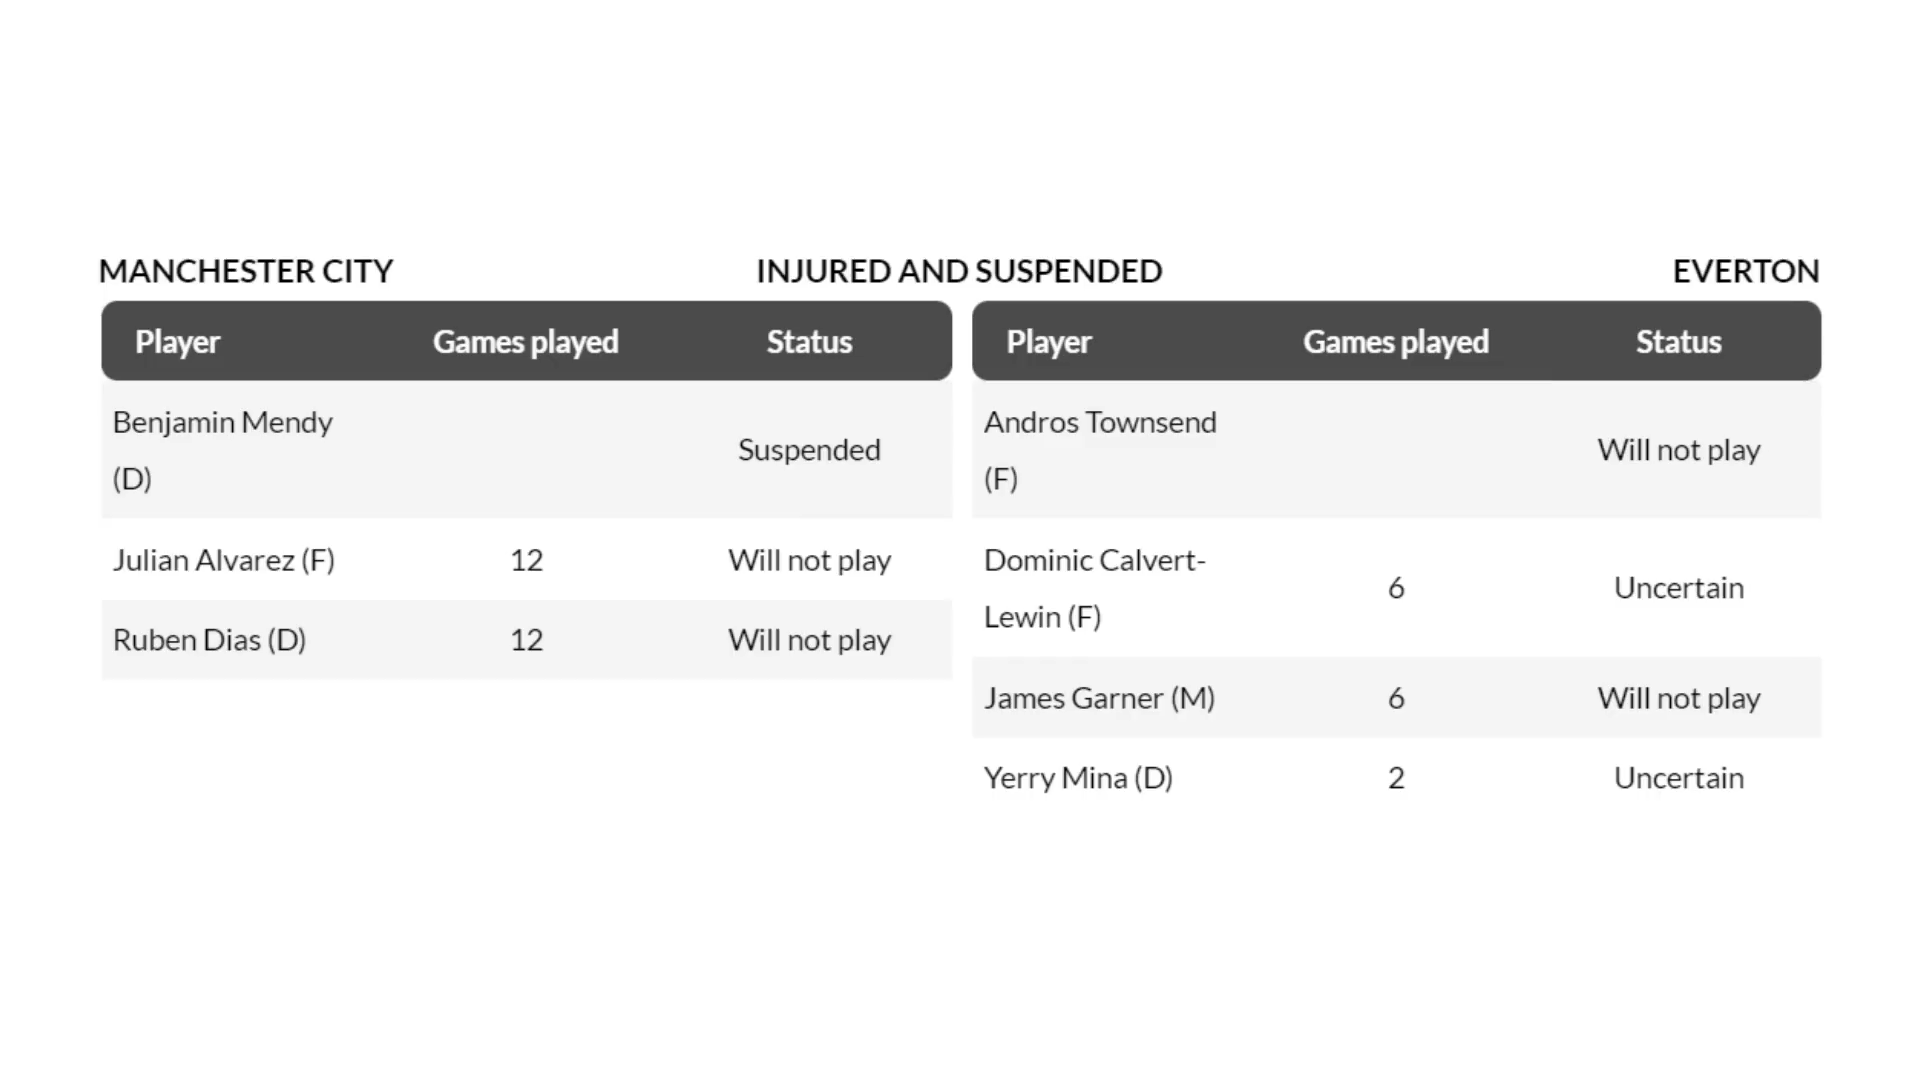 MANCHESTER CITY INJURED AND SUSPENDED EVERTON
Player Games played Status
Benjamin Mendy
(D)
Suspended
Julian Alvarez (F) 12 Will not play
Ruben Dias (D) 12 Will not play
Player Games played Status
Andros Townsend
(F)
Will not play
Dominic Calvert-
Lewin (F)
6 Uncertain
James Garner (M) 6 Will not play
Yerry Mina (D) 2 Uncertain